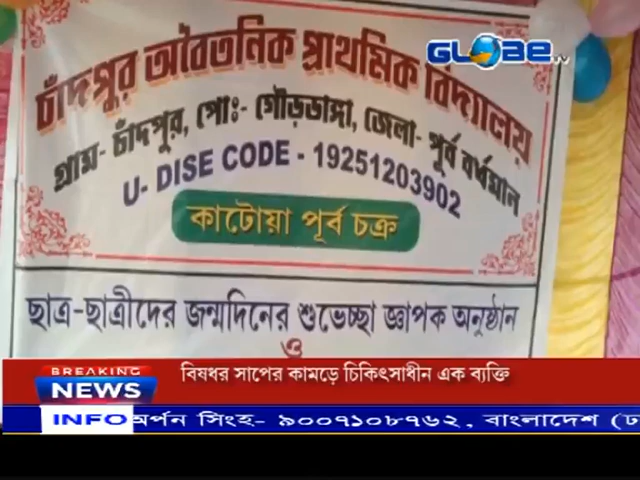 GLOBE TV
চাঁদপুর অবৈতনিক প্রাথমিক বিদ্যালয়
গ্রাম- চাঁদপুর, পোঃ- গৌড়ডাঙ্গা, জেলা- পূর্ব বর্ধমান
U- DISE CODE - 19251203902
কাটোয়া পূর্ব চক্র
ছাত্র-ছাত্রীদের জন্মদিনের শুভেচ্ছা জ্ঞাপক অনুষ্ঠান
ও
BREAKING NEWS
বিষধর সাপের কামড়ে চিকিৎসাধীন এক ব্যক্তি
INFO
অর্পন সিংহ- ৯০০৭১০৮৭৬২, বাংলাদেশ (ঢা